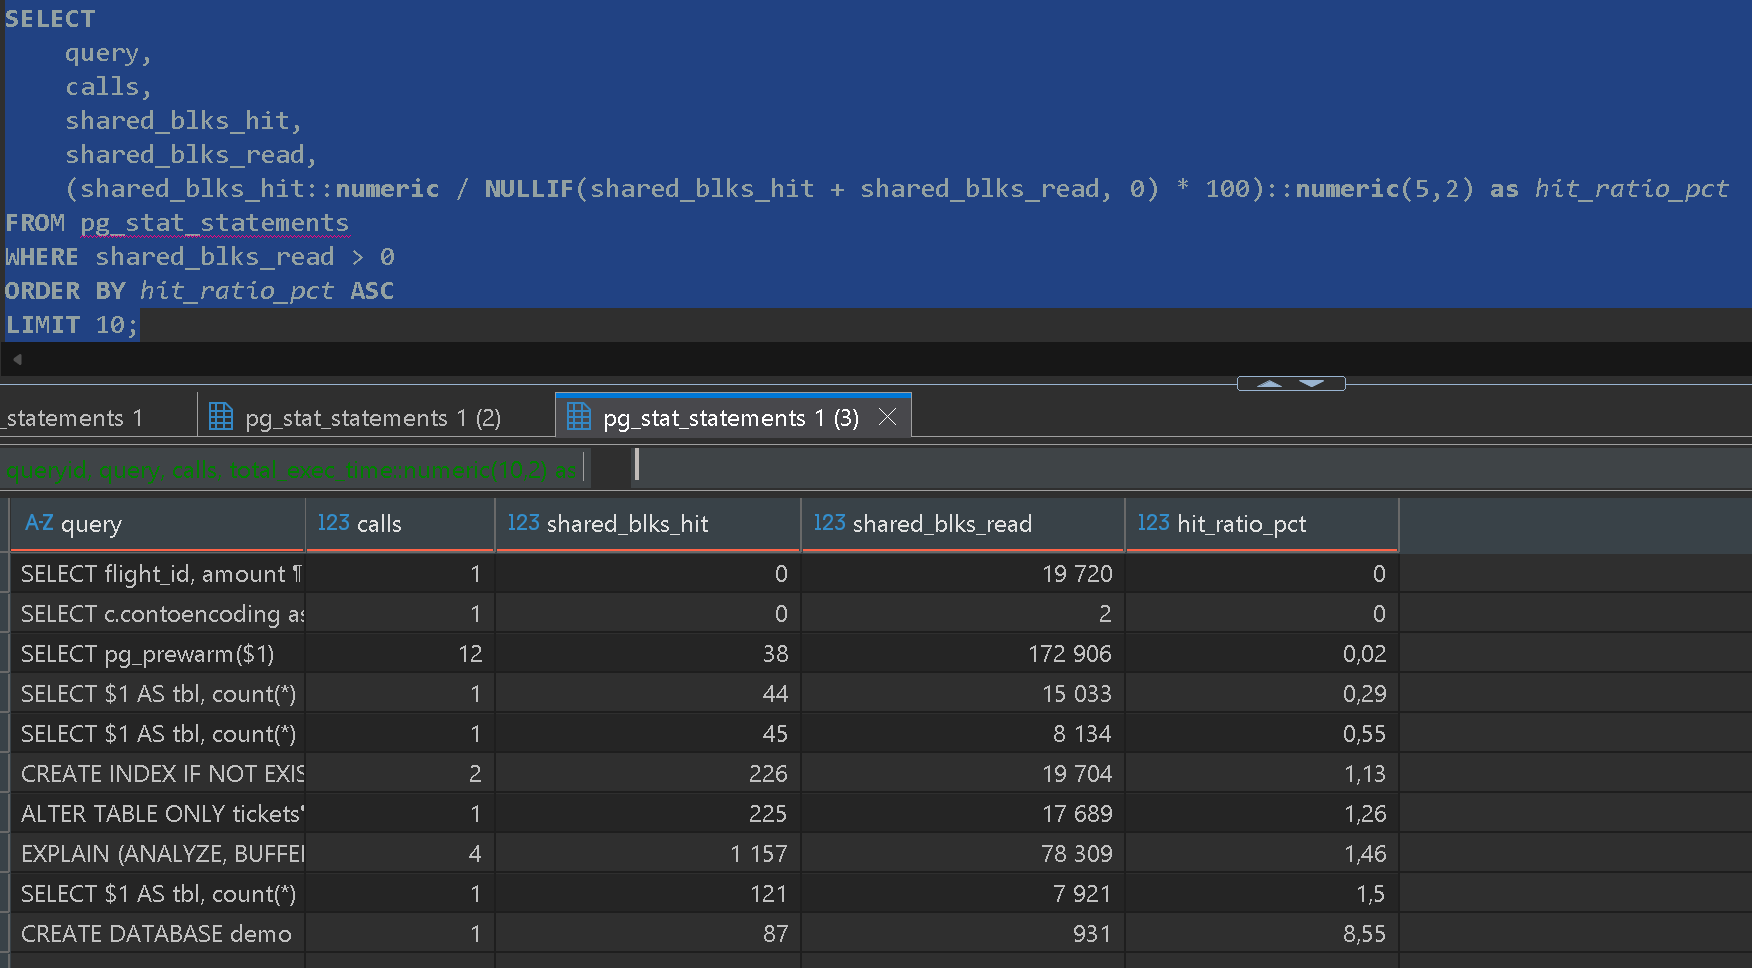 SELECT
query,
calls,
shared_blks_hit,
shared_blks_read,
(shared_blks_hit::numeric / NULLIF(shared_blks_hit + shared_blks_read, 0) * 100)::numeric(5,2) as hit_ratio_pct
FROM pg_stat_statements
WHERE shared_blks_read > 0
ORDER BY hit_ratio_pct ASC
LIMIT 10;
_statements 1 pg_stat_statements 1 (2) pg_stat_statements 1 (3)
queryid, query, calls, total_exec_time::numeric(10,2) as
A-Z query 123 calls 123 shared_blks_hit 123 shared_blks_read 123 hit_ratio_pct
SELECT flight_id, amount ¶ 1 0 19 720 0
SELECT c.contoencoding as 1 0 2 0
SELECT pg_prewarm($1) 12 38 172 906 0,02
SELECT $1 AS tbl, count(*) 1 44 15 033 0,29
SELECT $1 AS tbl, count(*) 1 45 8 134 0,55
CREATE INDEX IF NOT EXIS 2 226 19 704 1,13
ALTER TABLE ONLY tickets 1 225 17 689 1,26
EXPLAIN (ANALYZE, BUFFE 4 1 157 78 309 1,46
SELECT $1 AS tbl, count(*) 1 121 7 921 1,5
CREATE DATABASE demo 1 87 931 8,55